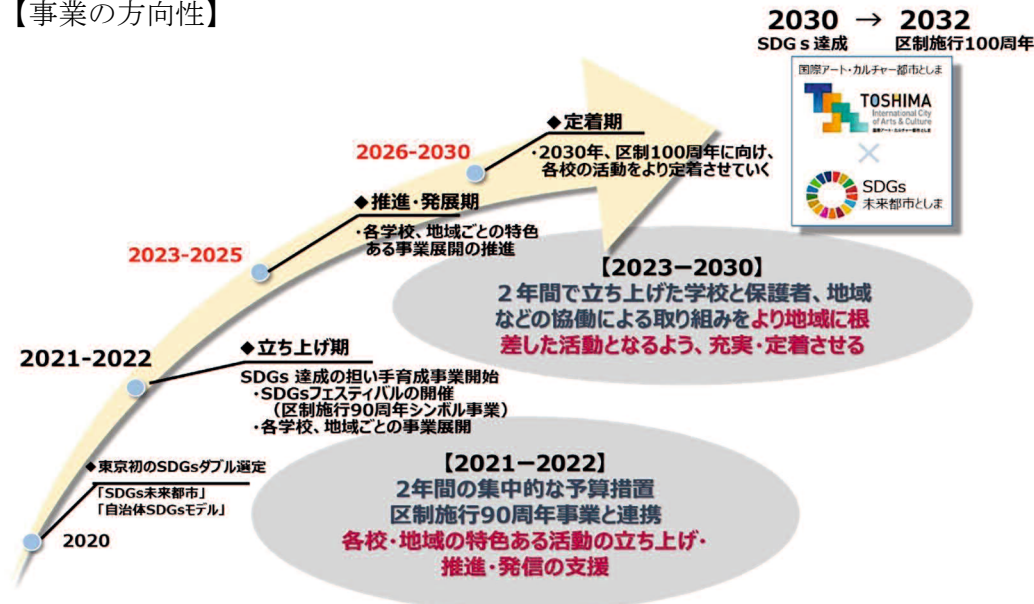 【事業の方向性】
2030 → 2032
SDGs達成 区制施行100周年
国際アート・カルチャー都市としま
TOSHIMA
International City
of Arts & Culture
国際アート・カルチャー都市としま
×
SDGs
未来都市としま
◆定着期
2026-2030
・2030年、区制100周年に向け、
各校の活動をより定着させていく
◆推進・発展期
・各学校、地域ごとの特色
ある事業展開の推進
2023-2025
【2023－2030】
２年間で立ち上げた学校と保護者、地域
などの協働による取り組みをより地域に根
差した活動となるよう、充実・定着させる
2021-2022
◆立ち上げ期
SDGs 達成の担い手育成事業開始
・SDGsフェスティバルの開催
（区制施行90周年シンボル事業）
・各学校、地域ごとの事業展開
【2021－2022】
2年間の集中的な予算措置
区制施行90周年事業と連携
各校・地域の特色ある活動の立ち上げ・
推進・発信の支援
◆東京初のSDGsダブル選定
「SDGs未来都市」
「自治体SDGsモデル」
2020